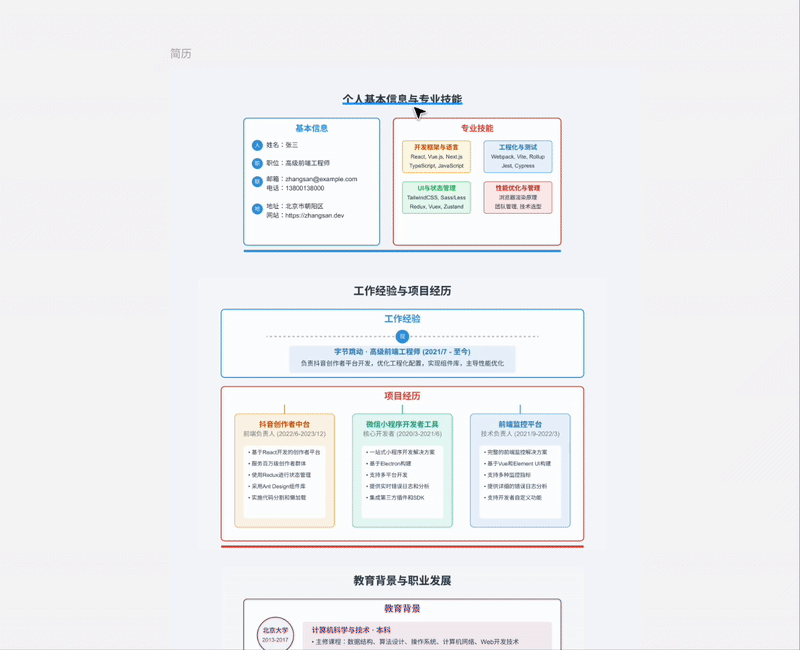 简历
个人基本信息与专业技能
基本信息
人
姓名：张三
职
职位：高级前端工程师
联
邮箱：zhangsan@example.com
电话：13800138000
地
地址：北京市朝阳区
网站：https://zhangsan.dev
专业技能
开发框架与语言
React, Vue.js, Next.js
TypeScript, JavaScript
工程化与测试
Webpack, Vite, Rollup
Jest, Cypress
UI与状态管理
TailwindCSS, Sass/Less
Redux, Vuex, Zustand
性能优化与管理
浏览器渲染原理
团队管理, 技术选型
工作经验与项目经历
工作经验
现
字节跳动 · 高级前端工程师 (2021/7 - 至今)
负责抖音创作者平台开发，优化工程化配置，实现组件库，主导性能优化
项目经历
抖音创作者中台
前端负责人 (2022/6-2023/12)
• 基于React开发的创作者平台
• 服务百万级创作者群体
• 使用Redux进行状态管理
• 采用Ant Design组件库
• 实施代码分割和懒加载
微信小程序开发者工具
核心开发者 (2020/3-2021/6)
• 一站式小程序开发解决方案
• 基于Electron构建
• 支持多平台开发
• 提供实时错误日志和分析
• 集成第三方插件和SDK
前端监控平台
技术负责人 (2021/9-2022/3)
• 完整的前端监控解决方案
• 基于Vue和Element UI构建
• 支持多种监控指标
• 提供详细的错误日志分析
• 支持开发者自定义功能
教育背景与职业发展
教育背景
北京大学
2013-2017
计算机科学与技术 · 本科
• 主修课程：数据结构、算法设计、操作系统、计算机网络、Web开发技术